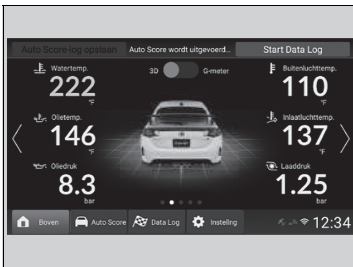 Auto Score-log opslaan
Auto Score wordt uitgevoerd...
Start Data Log
Watertemp.
222
°F
3D
G-meter
Buitenluchttemp.
110
°F
Olietemp.
146
°F
Inlaatluchttemp.
137
°F
Oliedruk
8.3
bar
Laaddruk
1.25
bar
Boven
Auto Score
Data Log
Instelling
12:34